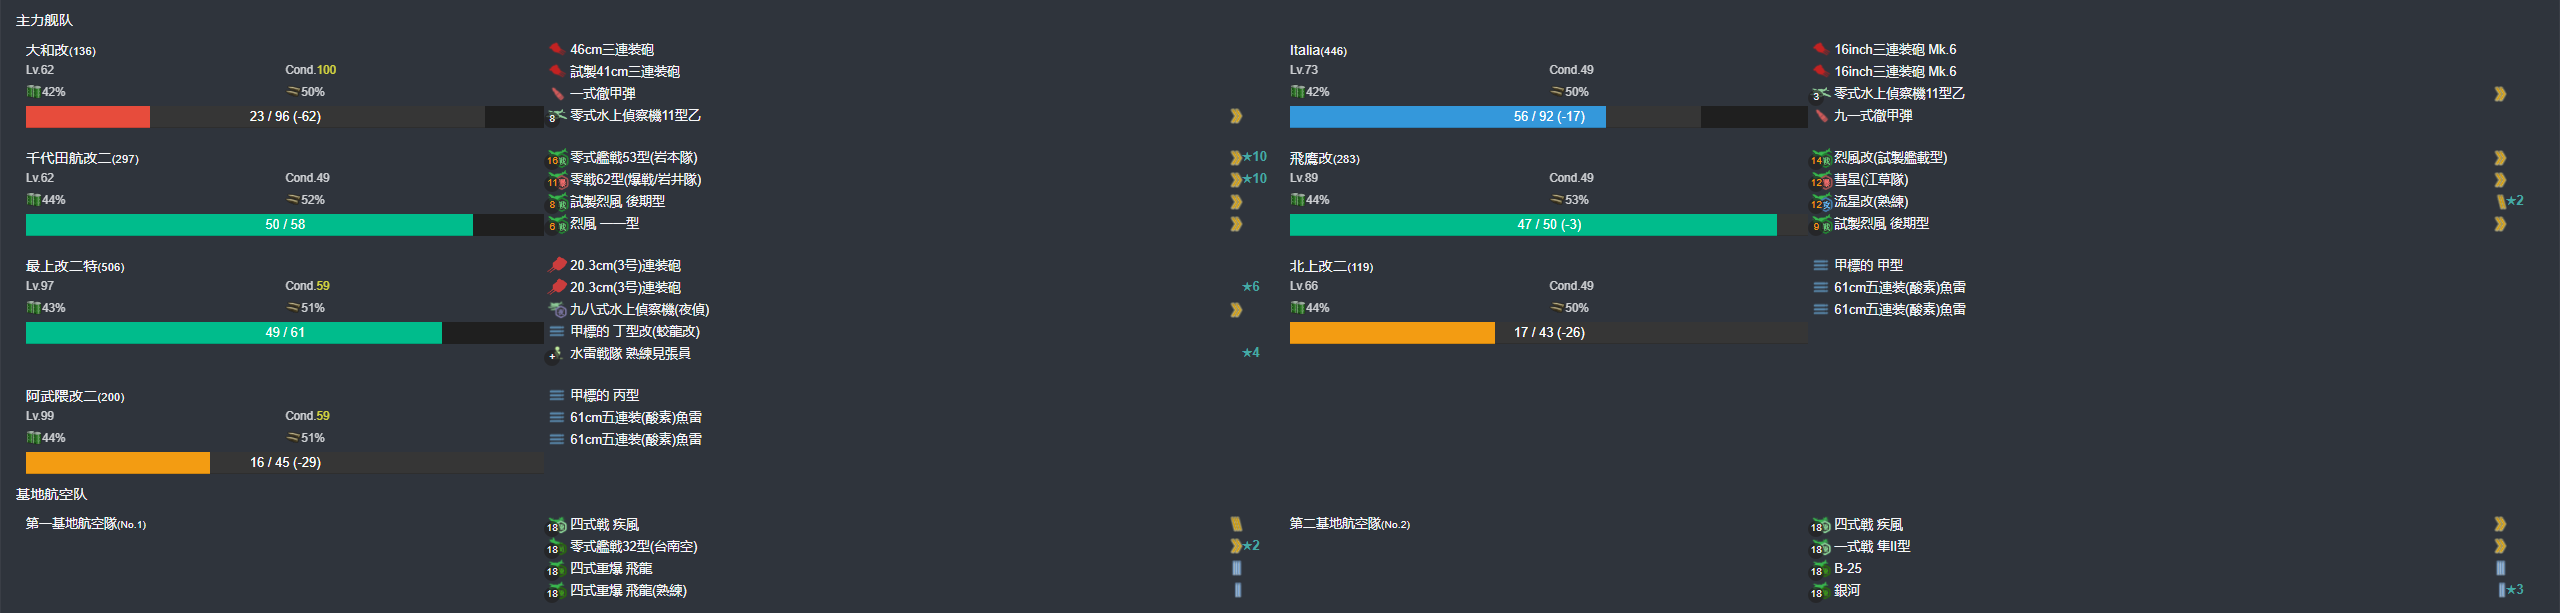 主力舰队
大和改(136)
Lv.62 Cond.100
42% 50%
23 / 96 (-62)
46cm三連装砲
試製41cm三連装砲
一式徹甲弾
8 零式水上偵察機11型乙
Italia(446)
Lv.73 Cond.49
42% 50%
56 / 92 (-17)
16inch三連装砲 Mk.6
16inch三連装砲 Mk.6
3 零式水上偵察機11型乙
九一式徹甲弾
千代田航改二(297)
Lv.62 Cond.49
44% 52%
50 / 58
16 零式艦戦53型(岩本隊) ★10
11 零戦62型(爆戦/岩井隊) ★10
8 試製烈風 後期型
6 烈風 一一型
飛鷹改(283)
Lv.89 Cond.49
44% 53%
47 / 50 (-3)
14 烈風改(試製艦載型)
12 彗星(江草隊)
12 流星改(熟練) ★2
9 試製烈風 後期型
最上改二特(506)
Lv.97 Cond.59
43% 51%
49 / 61
20.3cm(3号)連装砲
20.3cm(3号)連装砲 ★6
九八式水上偵察機(夜偵)
甲標的 丁型改(蛟龍改)
+ 水雷戦隊 熟練見張員 ★4
北上改二(119)
Lv.66 Cond.49
44% 50%
17 / 43 (-26)
甲標的 甲型
61cm五連装(酸素)魚雷
61cm五連装(酸素)魚雷
阿武隈改二(200)
Lv.99 Cond.59
44% 51%
16 / 45 (-29)
甲標的 丙型
61cm五連装(酸素)魚雷
61cm五連装(酸素)魚雷
基地航空队
第一基地航空隊(No.1)
18 四式戦 疾風
18 零式艦戦32型(台南空) ★2
18 四式重爆 飛龍
18 四式重爆 飛龍(熟練)
第二基地航空隊(No.2)
18 四式戦 疾風
18 一式戦 隼II型
18 B-25
18 銀河 ★3